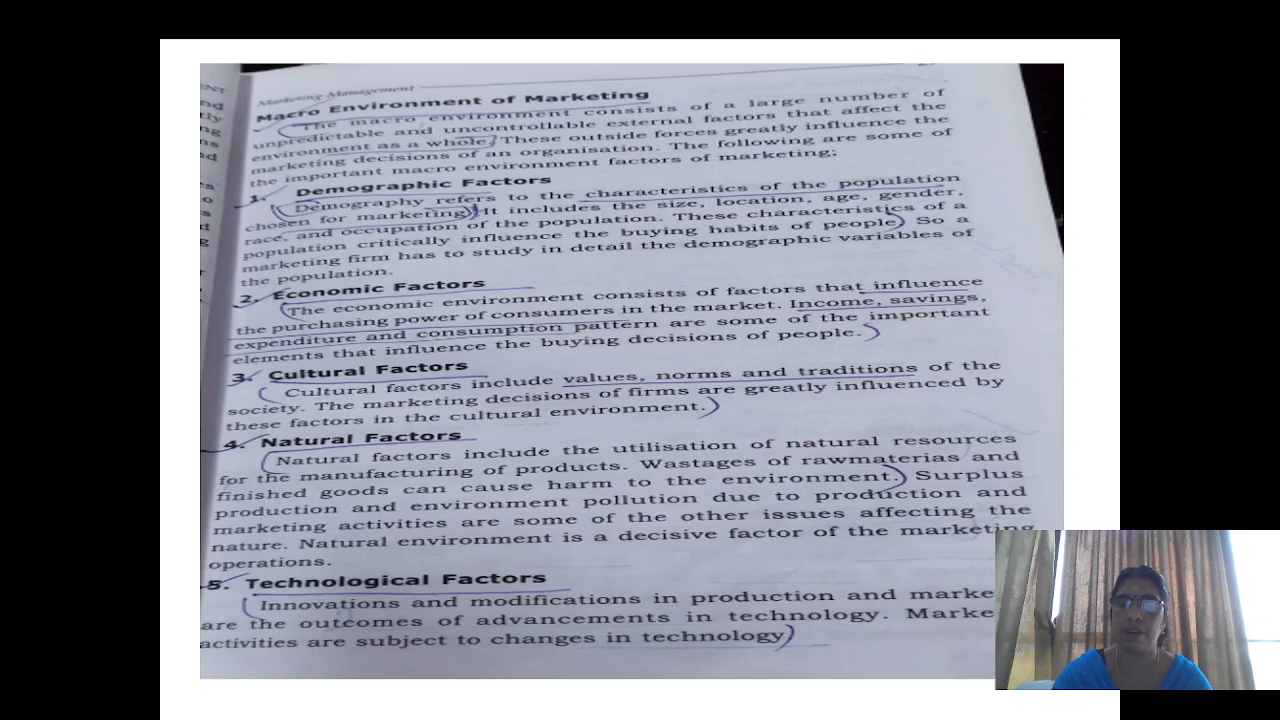 Marketing Management
Macro Environment of Marketing
The macro environment consists of a large number of
unpredictable and uncontrollable external factors that affect the
environment as a whole. These outside forces greatly influence the
marketing decisions of an organisation. The following are some of
the important macro environment factors of marketing;
1. Demographic Factors
Demography refers to the characteristics of the population
chosen for marketing. It includes the size, location, age, gender,
race, and occupation of the population. These characteristics of a
population critically influence the buying habits of people. So a
marketing firm has to study in detail the demographic variables of
the population.
2. Economic Factors
The economic environment consists of factors that influence
the purchasing power of consumers in the market. Income, savings,
expenditure and consumption pattern are some of the important
elements that influence the buying decisions of people.
3. Cultural Factors
Cultural factors include values, norms and traditions of the
society. The marketing decisions of firms are greatly influenced by
these factors in the cultural environment.
4. Natural Factors
Natural factors include the utilisation of natural resources
for the manufacturing of products. Wastages of rawmaterias and
finished goods can cause harm to the environment. Surplus
production and environment pollution due to production and
marketing activities are some of the other issues affecting the
nature. Natural environment is a decisive factor of the marketing
operations.
5. Technological Factors
Innovations and modifications in production and marke
are the outcomes of advancements in technology. Marke
activities are subject to changes in technology